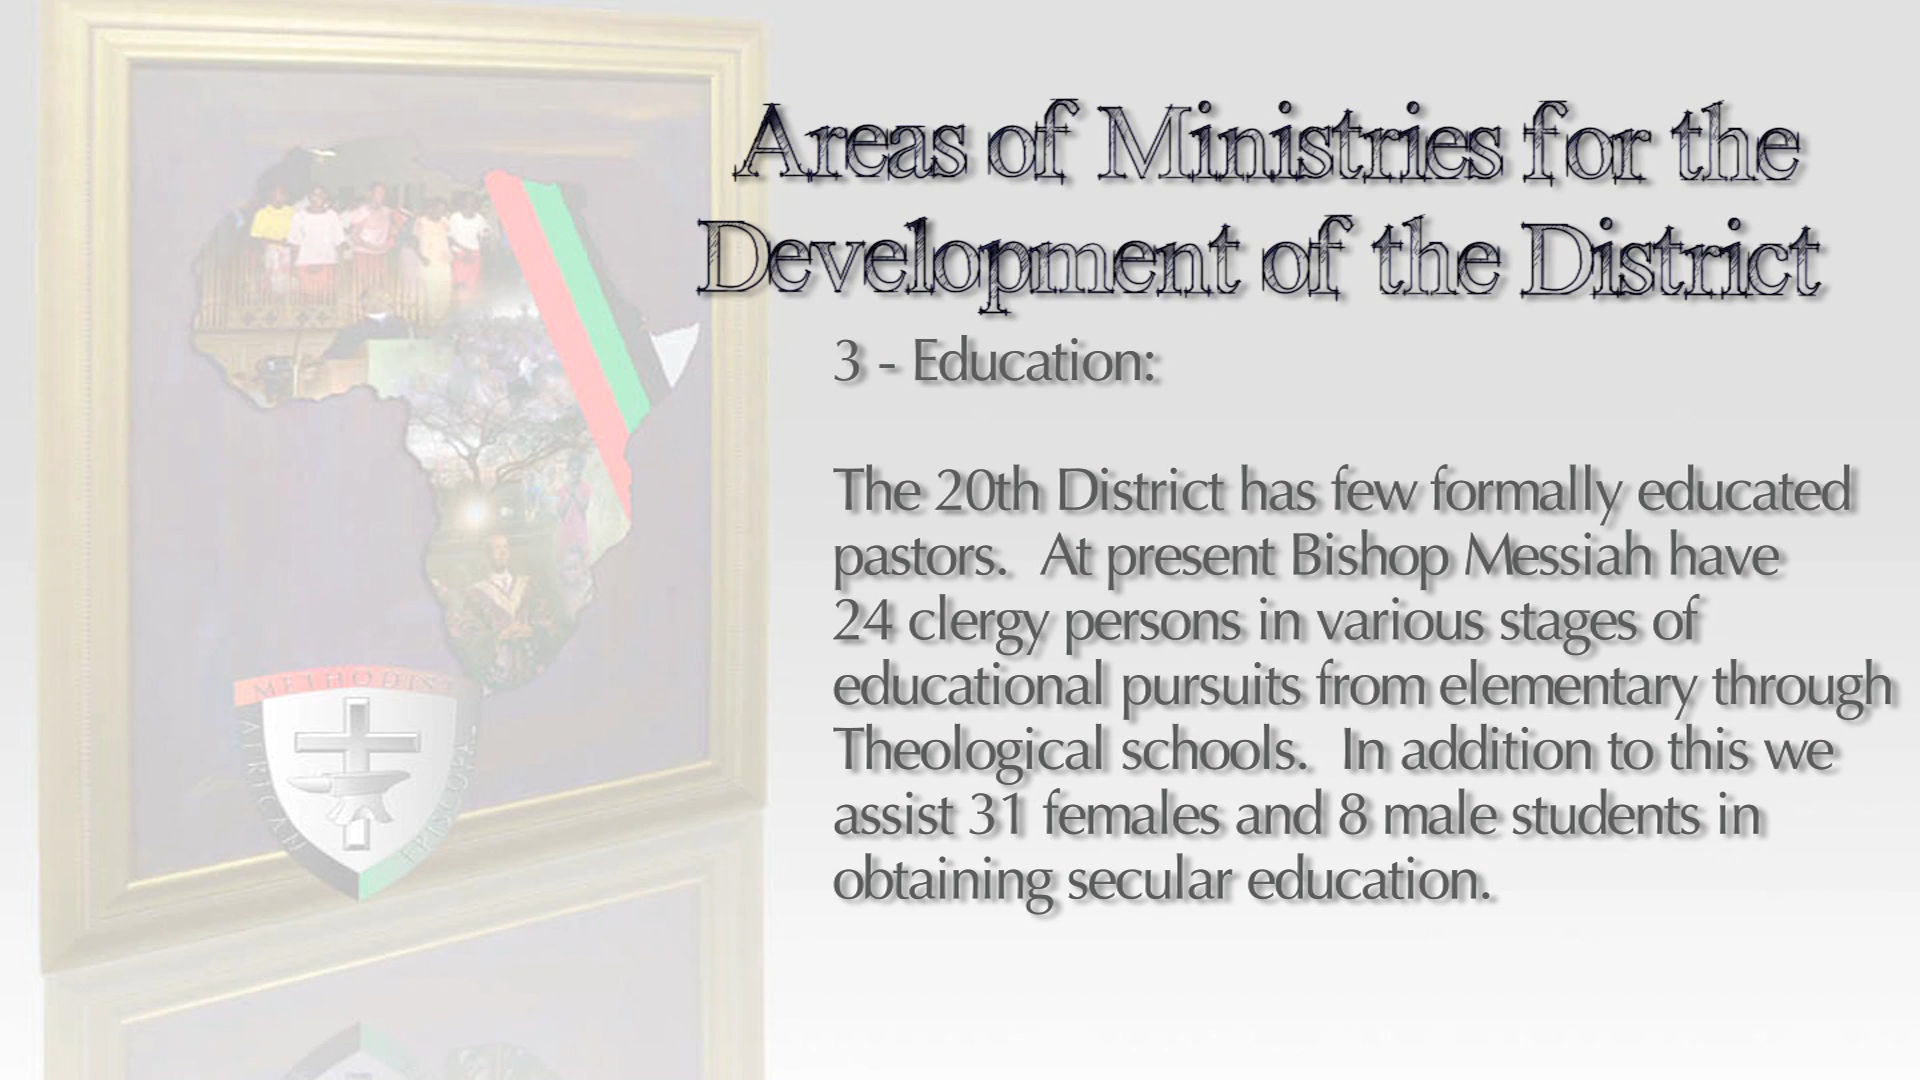 Areas of Ministries for the
Development of the District
3 - Education:
The 20th District has few formally educated
pastors. At present Bishop Messiah have
24 clergy persons in various stages of
educational pursuits from elementary through
Theological schools. In addition to this we
assist 31 females and 8 male students in
obtaining secular education.
METHODIST
AFRICAN
EPISCOPAL